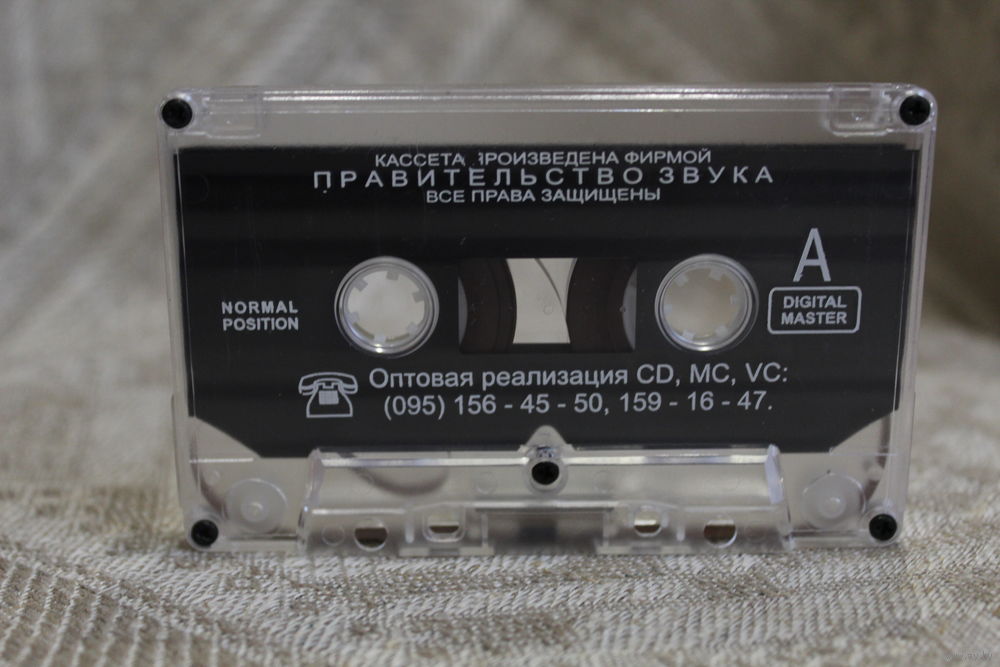 КАССЕТА ПРОИЗВЕДЕНА ФИРМОЙ
ПРАВИТЕЛЬСТВО ЗВУКА
ВСЕ ПРАВА ЗАЩИЩЕНЫ
A
NORMAL
POSITION
DIGITAL
MASTER
Оптовая реализация CD, MC, VC:
(095) 156 - 45 - 50, 159 - 16 - 47.